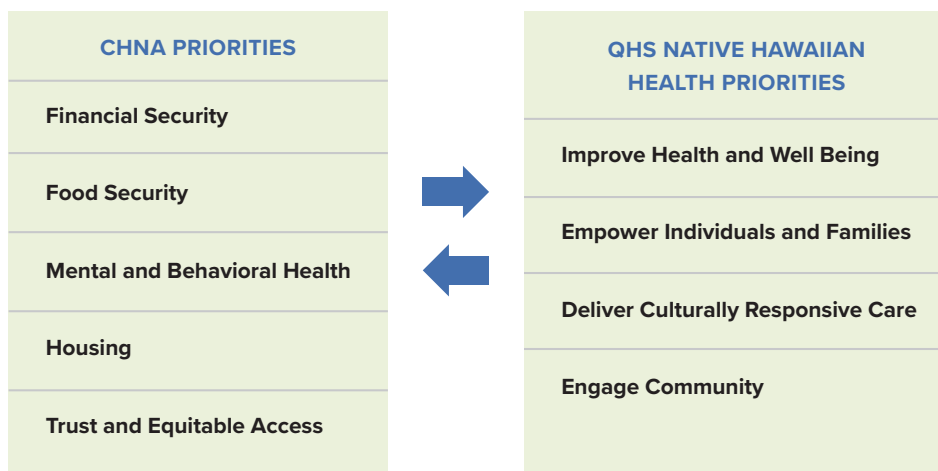 CHNA PRIORITIES
Financial Security
Food Security
Mental and Behavioral Health
Housing
Trust and Equitable Access
QHS NATIVE HAWAIIAN
HEALTH PRIORITIES
Improve Health and Well Being
Empower Individuals and Families
Deliver Culturally Responsive Care
Engage Community